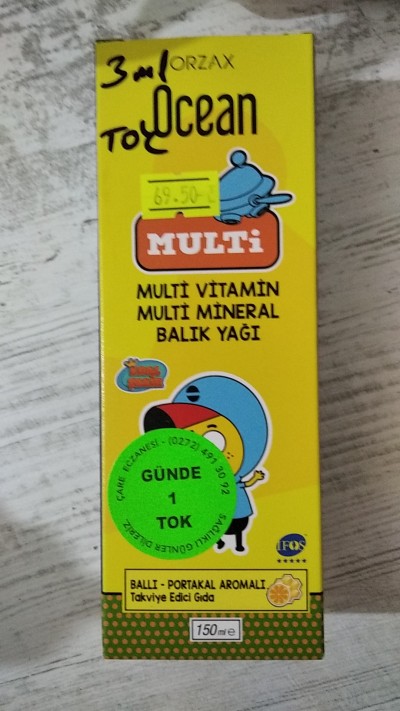 3 ml
TOK
ORZAX
Ocean
69.50
MULTi
MULTİ VİTAMİN
MULTİ MİNERAL
BALIK YAĞI
ÇARE ECZANESİ - (0272) 491 30 92
GÜNDE
1
TOK
SAĞLIKLI GÜNLER DİLERİZ.
IFOS
BALLI - PORTAKAL AROMALI
Takviye Edici Gıda
150 ml e